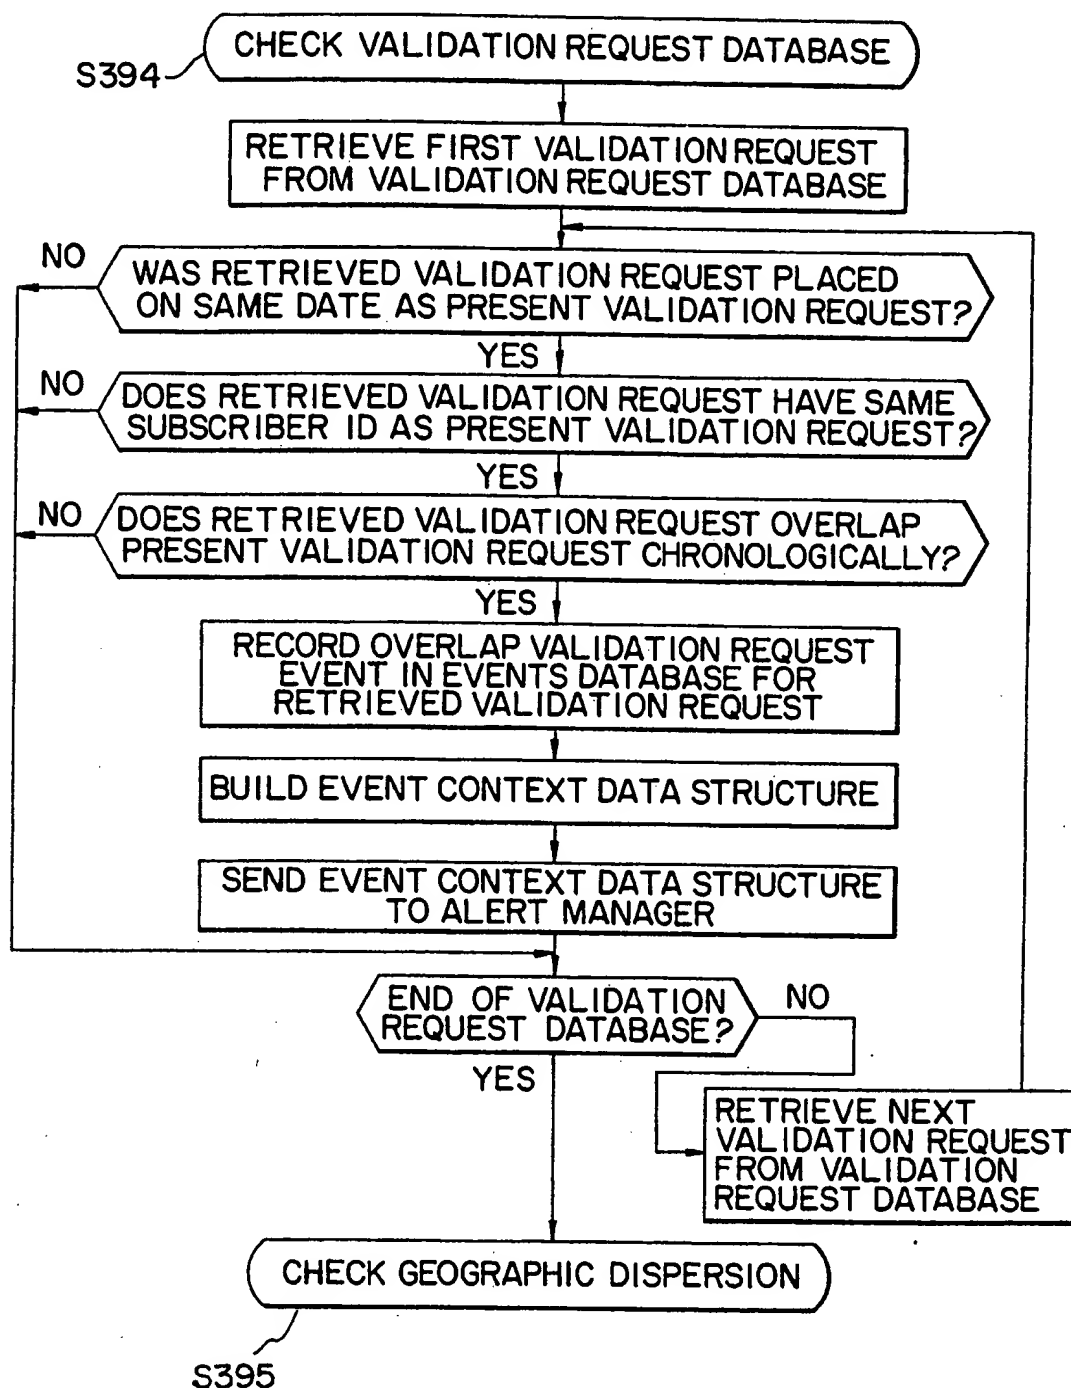 CHECK VALIDATION REQUEST DATABASE
S394
RETRIEVE FIRST VALIDATION REQUEST
FROM VALIDATION REQUEST DATABASE
NO
WAS RETRIEVED VALIDATION REQUEST PLACED
ON SAME DATE AS PRESENT VALIDATION REQUEST?
YES
NO
DOES RETRIEVED VALIDATION REQUEST HAVE SAME
SUBSCRIBER ID AS PRESENT VALIDATION REQUEST?
YES
NO
DOES RETRIEVED VALIDATION REQUEST OVERLAP
PRESENT VALIDATION REQUEST CHRONOLOGICALLY?
YES
RECORD OVERLAP VALIDATION REQUEST
EVENT IN EVENTS DATABASE FOR
RETRIEVED VALIDATION REQUEST
BUILD EVENT CONTEXT DATA STRUCTURE
SEND EVENT CONTEXT DATA STRUCTURE
TO ALERT MANAGER
END OF VALIDATION
REQUEST DATABASE?
NO
YES
RETRIEVE NEXT
VALIDATION REQUEST
FROM VALIDATION
REQUEST DATABASE
CHECK GEOGRAPHIC DISPERSION
S395